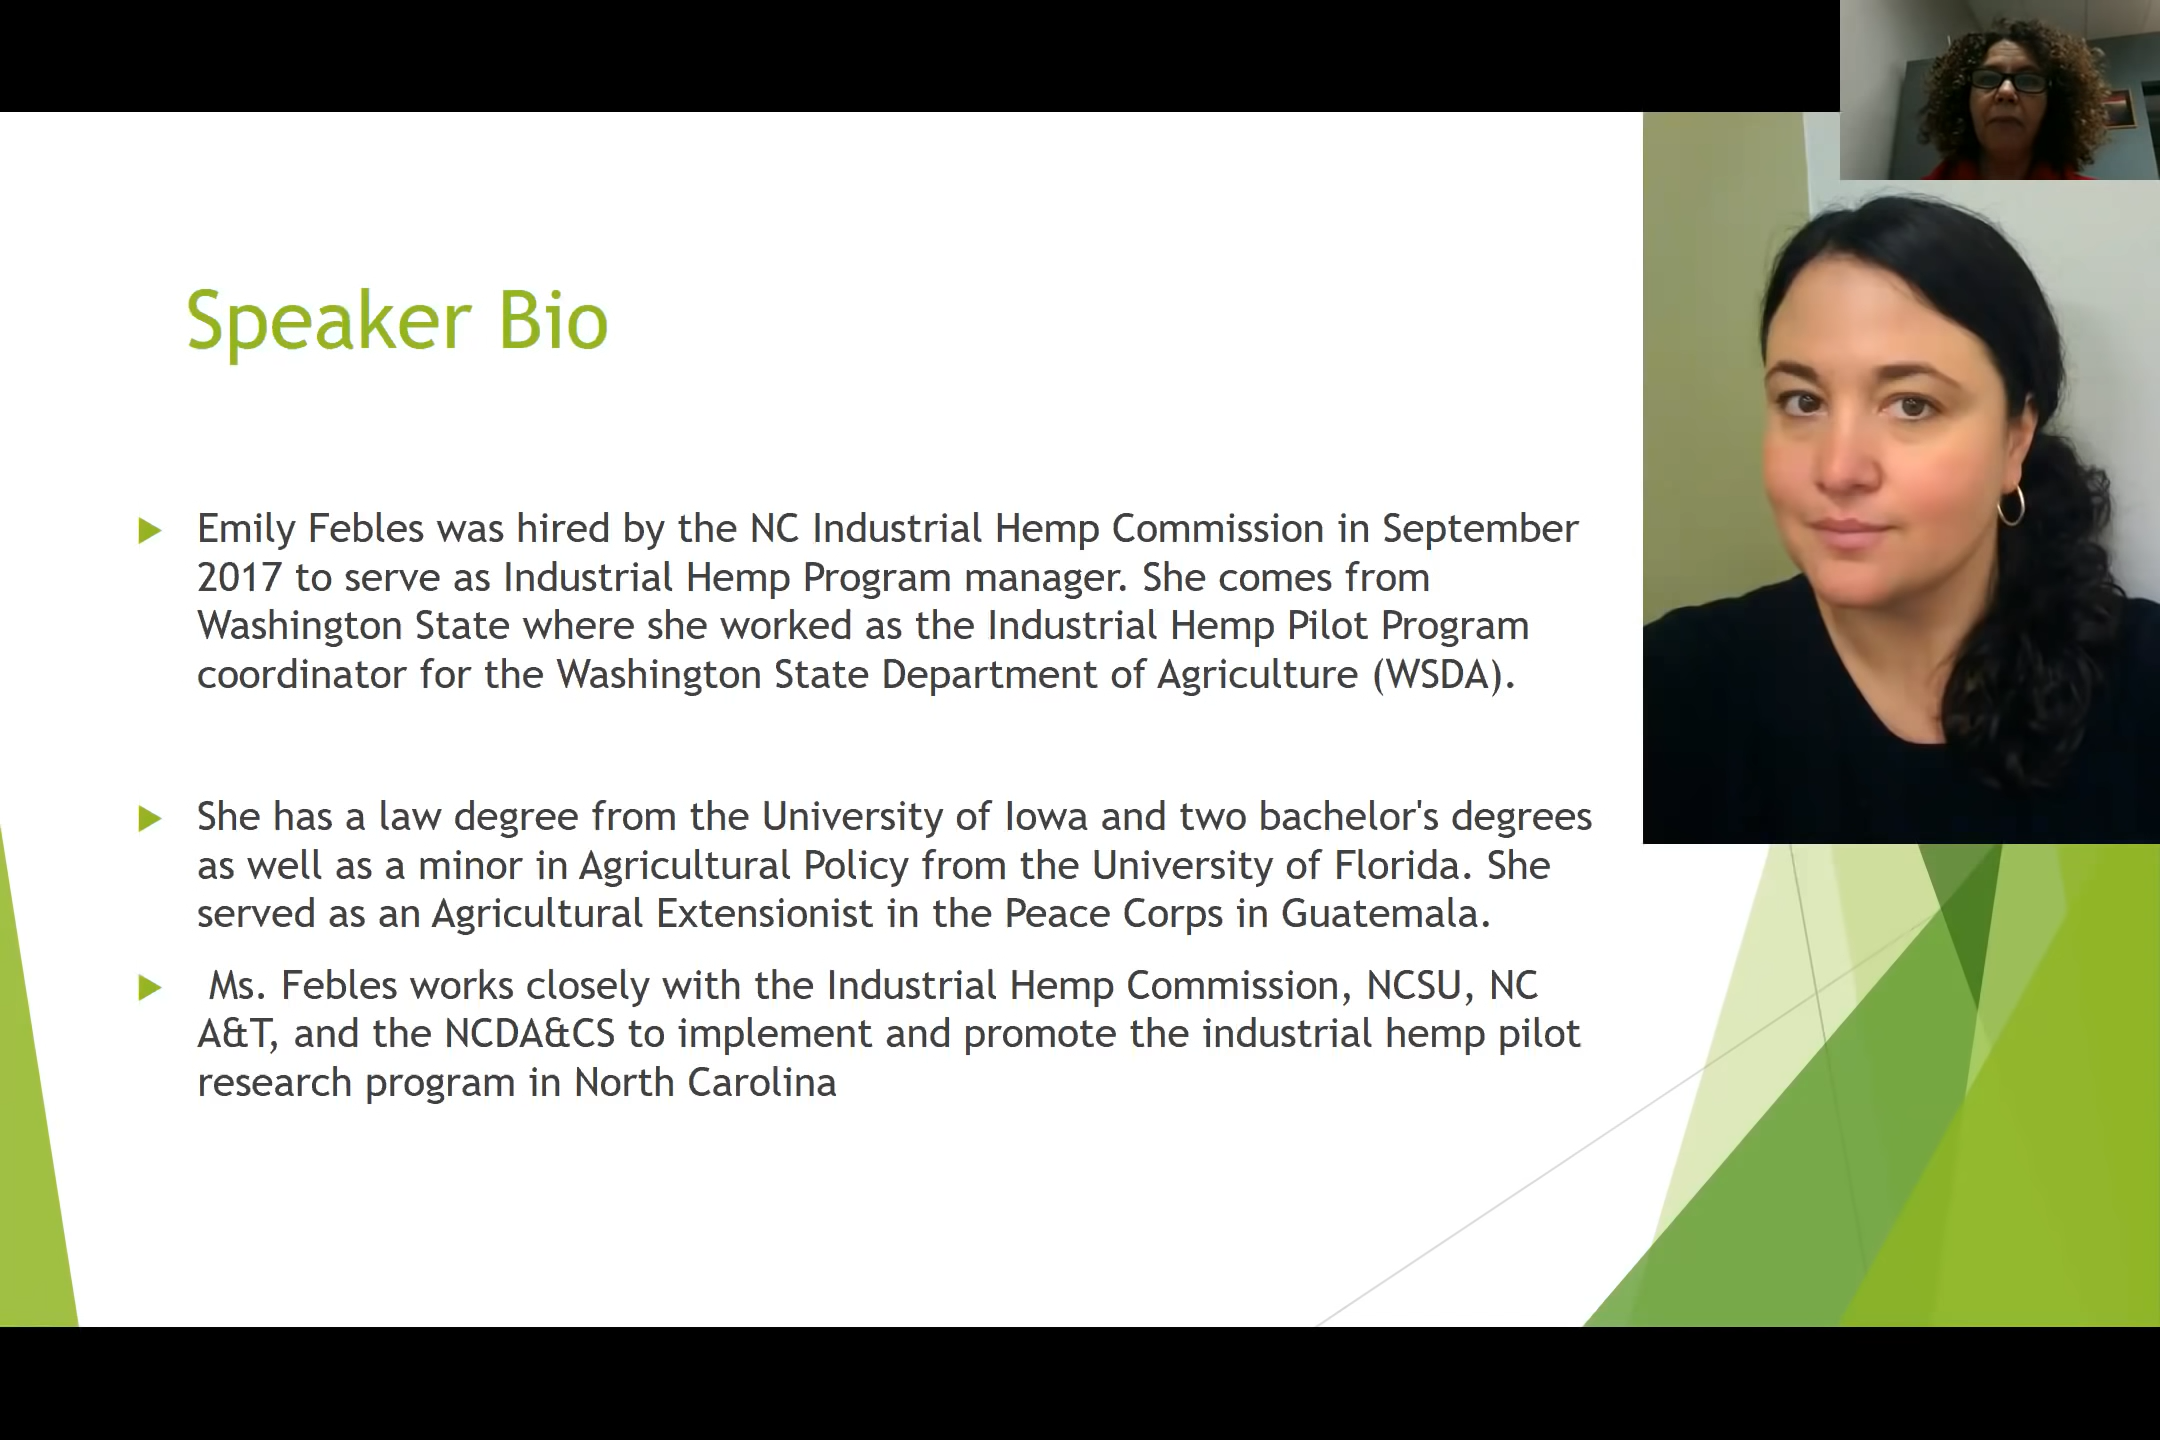 Speaker Bio
Emily Febles was hired by the NC Industrial Hemp Commission in September
2017 to serve as Industrial Hemp Program manager. She comes from
Washington State where she worked as the Industrial Hemp Pilot Program
coordinator for the Washington State Department of Agriculture (WSDA).
She has a law degree from the University of Iowa and two bachelor's degrees
as well as a minor in Agricultural Policy from the University of Florida. She
served as an Agricultural Extensionist in the Peace Corps in Guatemala.
Ms. Febles works closely with the Industrial Hemp Commission, NCSU, NC
A&T, and the NCDA&CS to implement and promote the industrial hemp pilot
research program in North Carolina